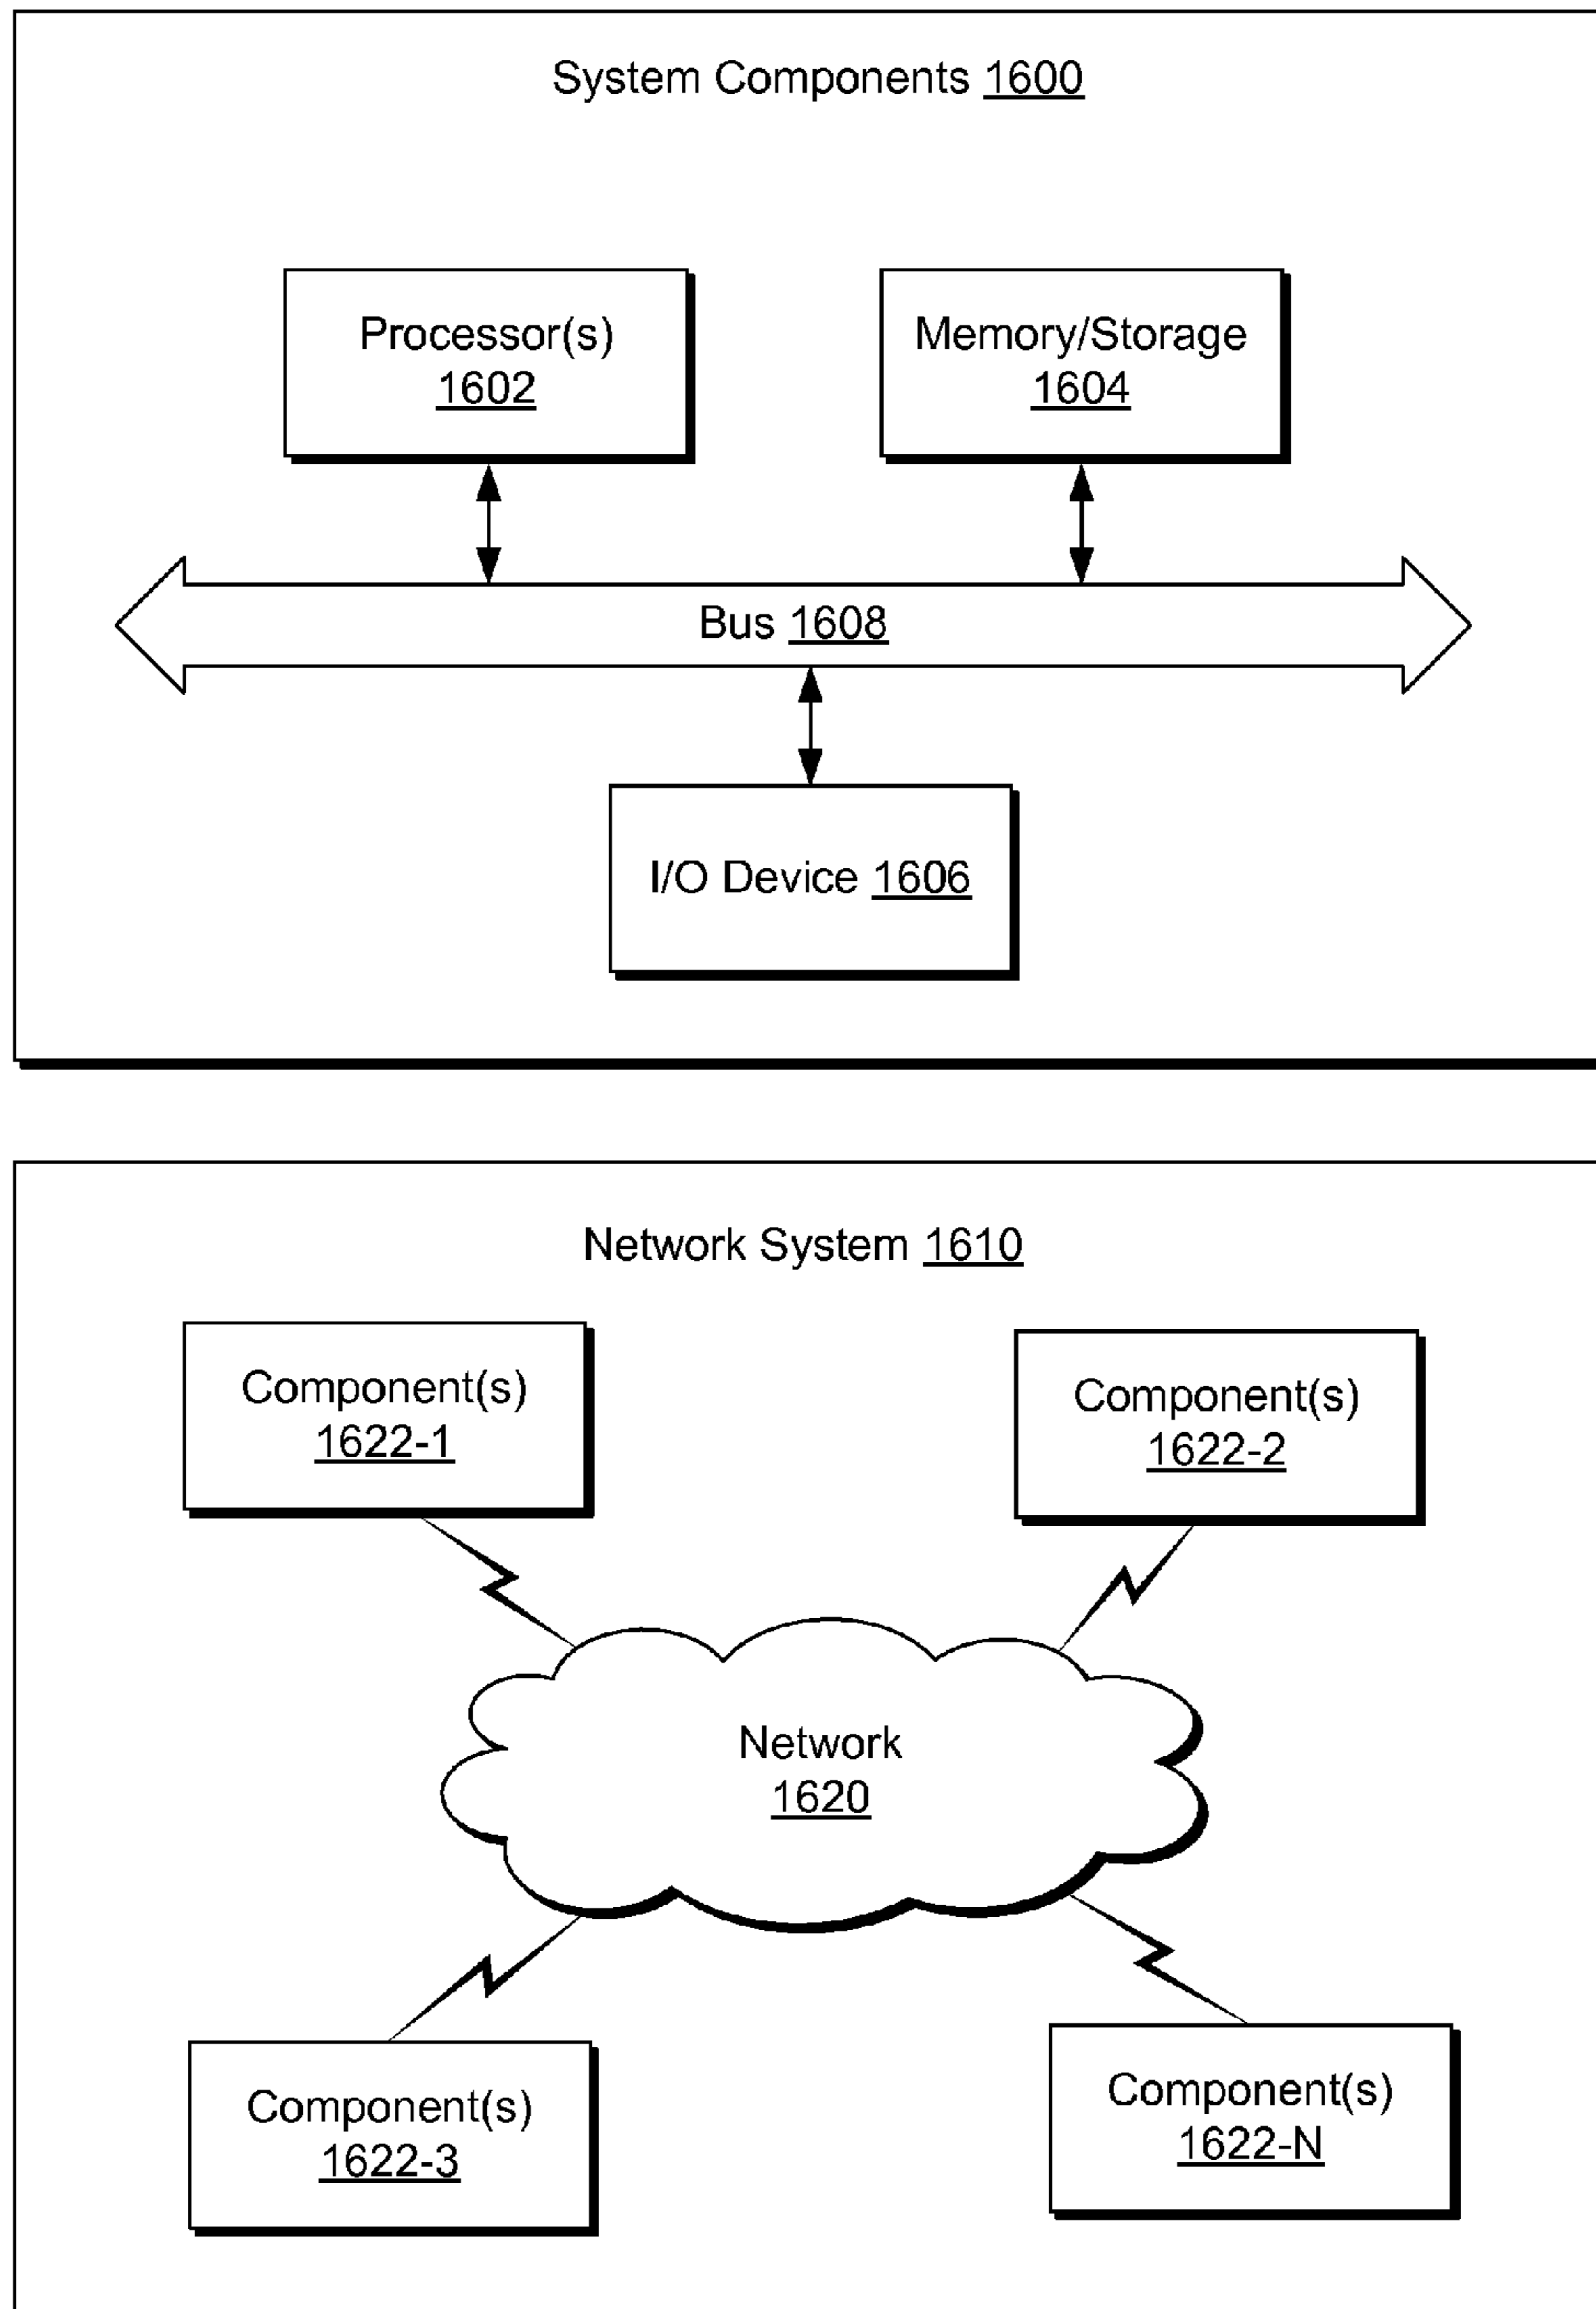 System Components 1600
Processor(s)
1602
Memory/Storage
1604
Bus 1608
I/O Device 1606
Network System 1610
Component(s)
1622-1
Component(s)
1622-2
Network
1620
Component(s)
1622-3
Component(s)
1622-N